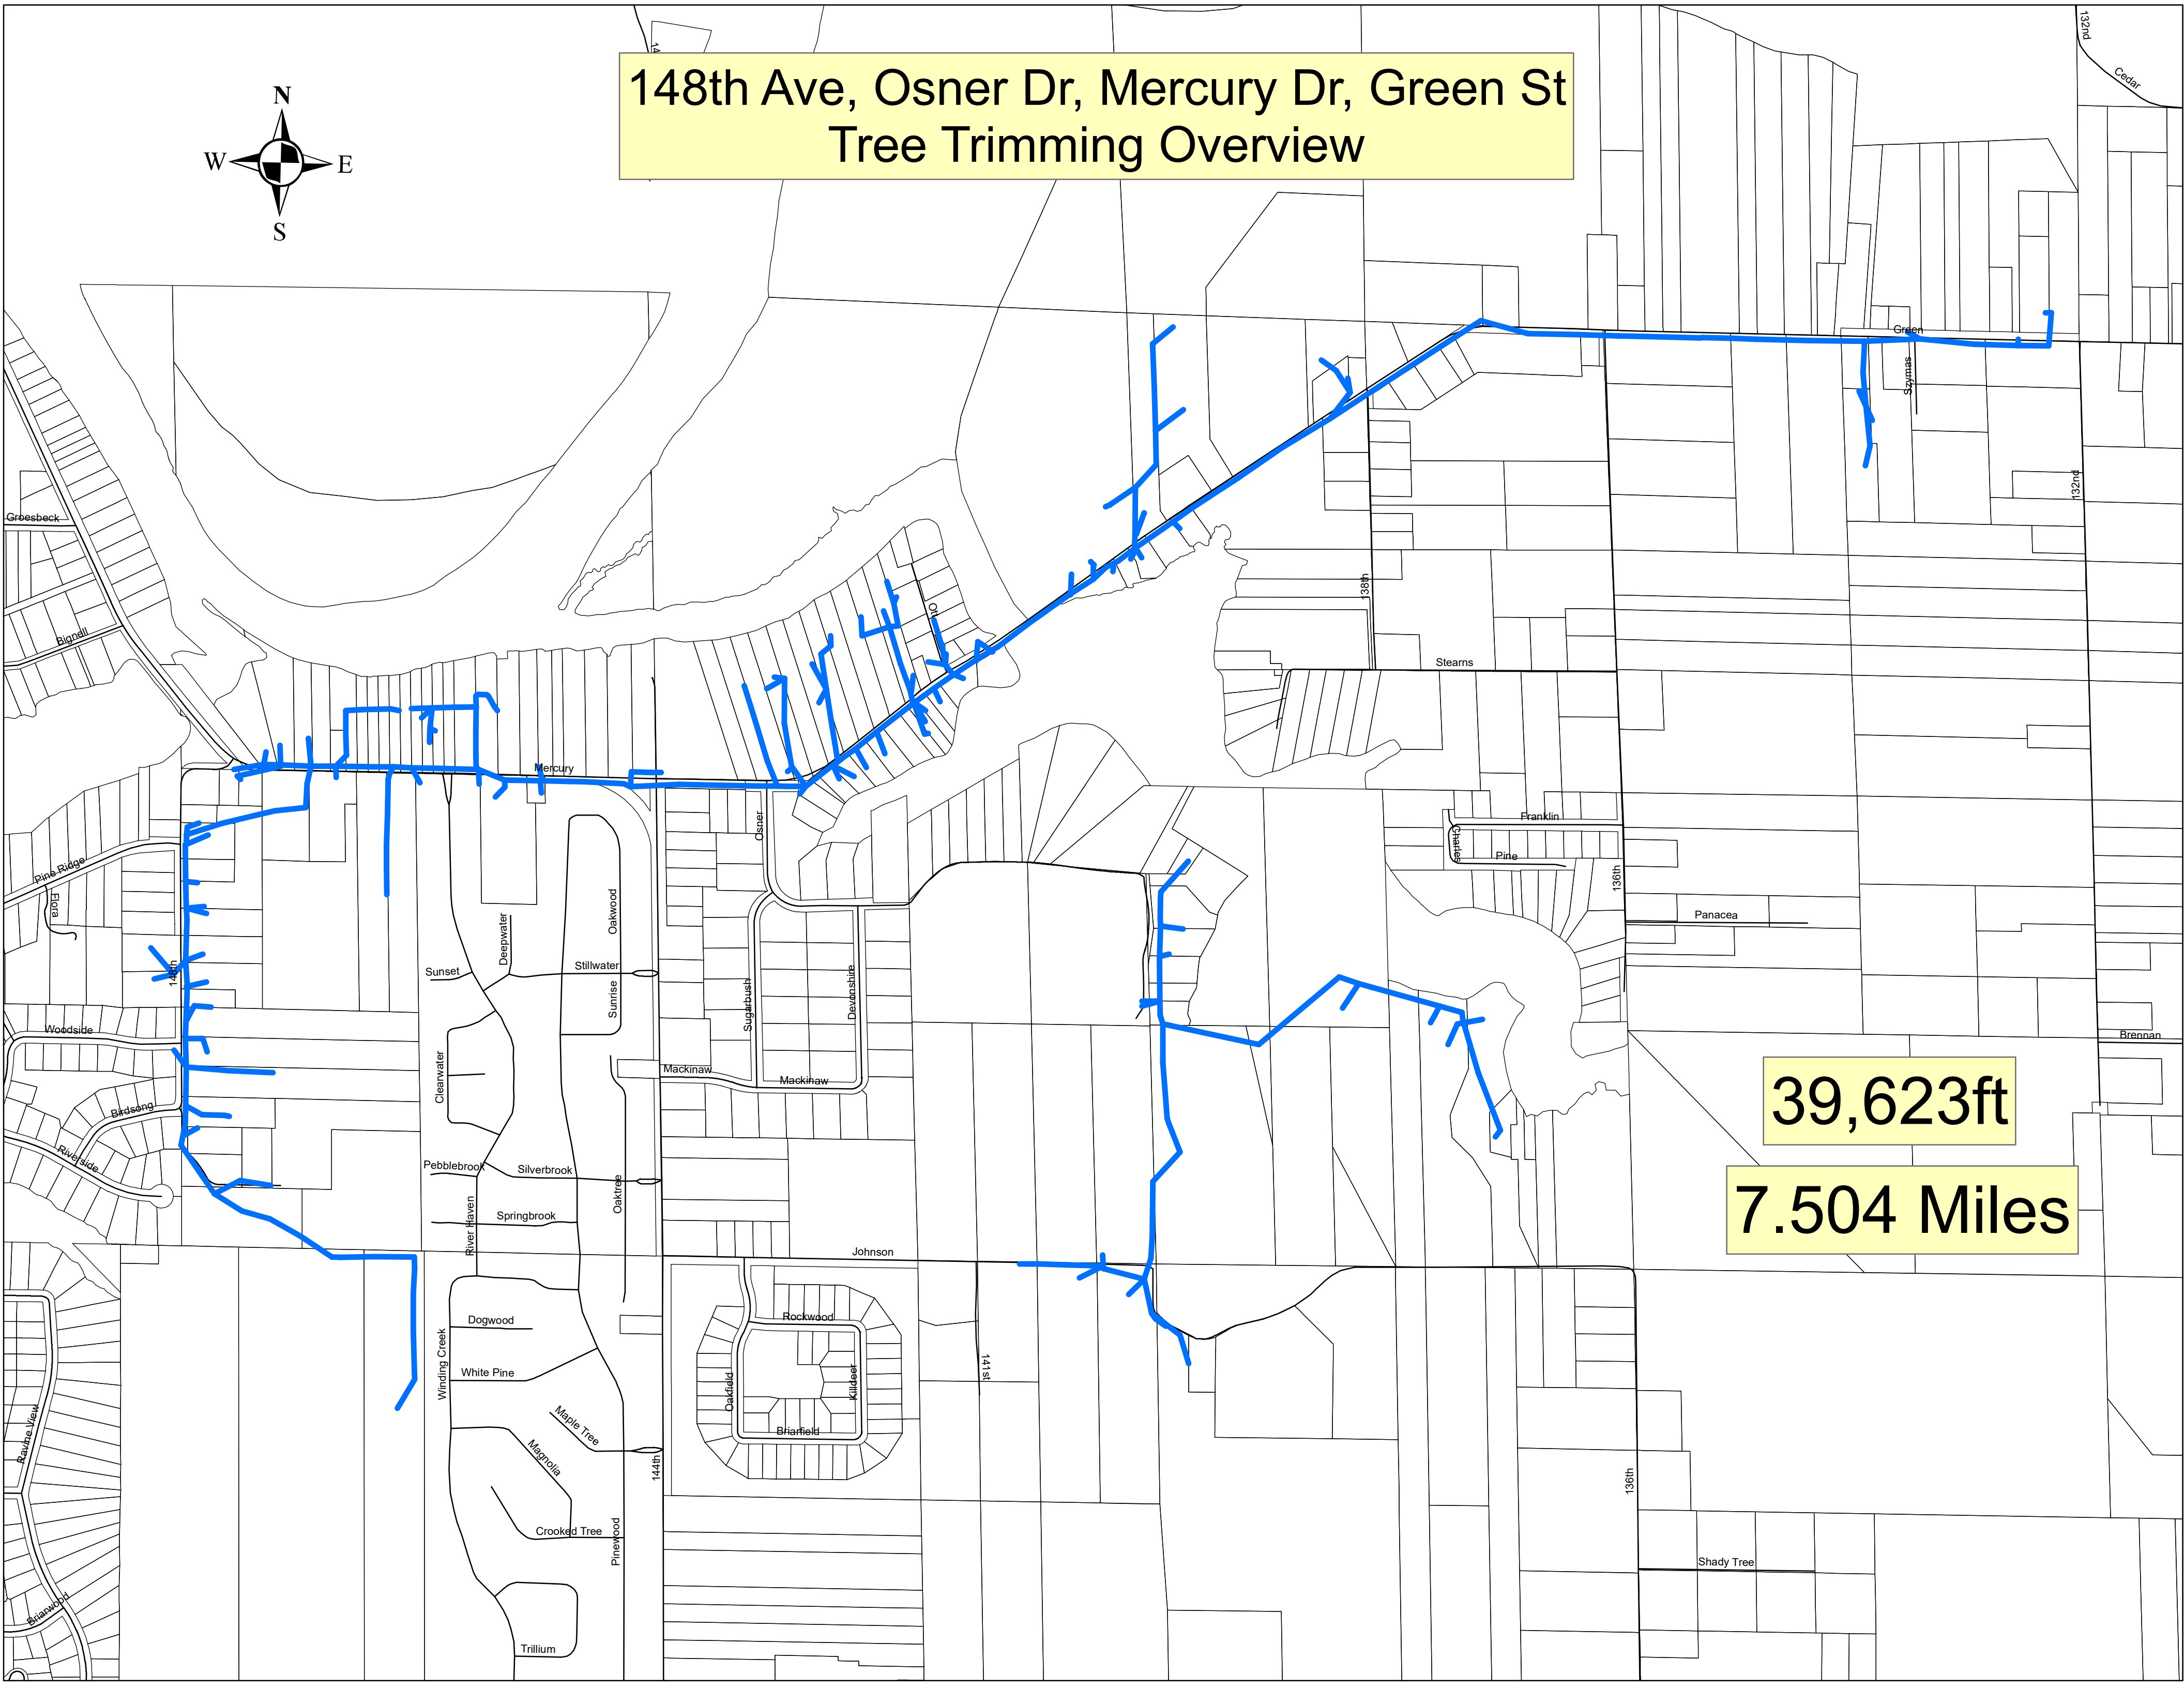 132nd
Cedar
14
148th Ave, Osner Dr, Mercury Dr, Green St
Tree Trimming Overview
N
W
E
S
Green
Szymas
132nd
Groesbeck
Bignell
138th
Stearns
Mercury
Osner
Franklin
Charles
Pine
136th
Pine Ridge
Flora
Panacea
148th
Deepwater
Oakwood
Sunset
Stillwater
Sunrise
Sugarbush
Devonshire
Woodside
Brennan
Clearwater
Mackinaw
Mackinaw
Birdsong
Riverside
39,623ft
7.504 Miles
Pebblebrook
Silverbrook
Oaktree
Springbrook
River Haven
Johnson
Rockwood
Dogwood
Winding Creek
White Pine
Oakfield
Killdeer
141st
Briarfield
Maple Tree
Magnolia
Ravine View
144th
136th
Crooked Tree
Pinewood
Shady Tree
Briarwood
Trillium